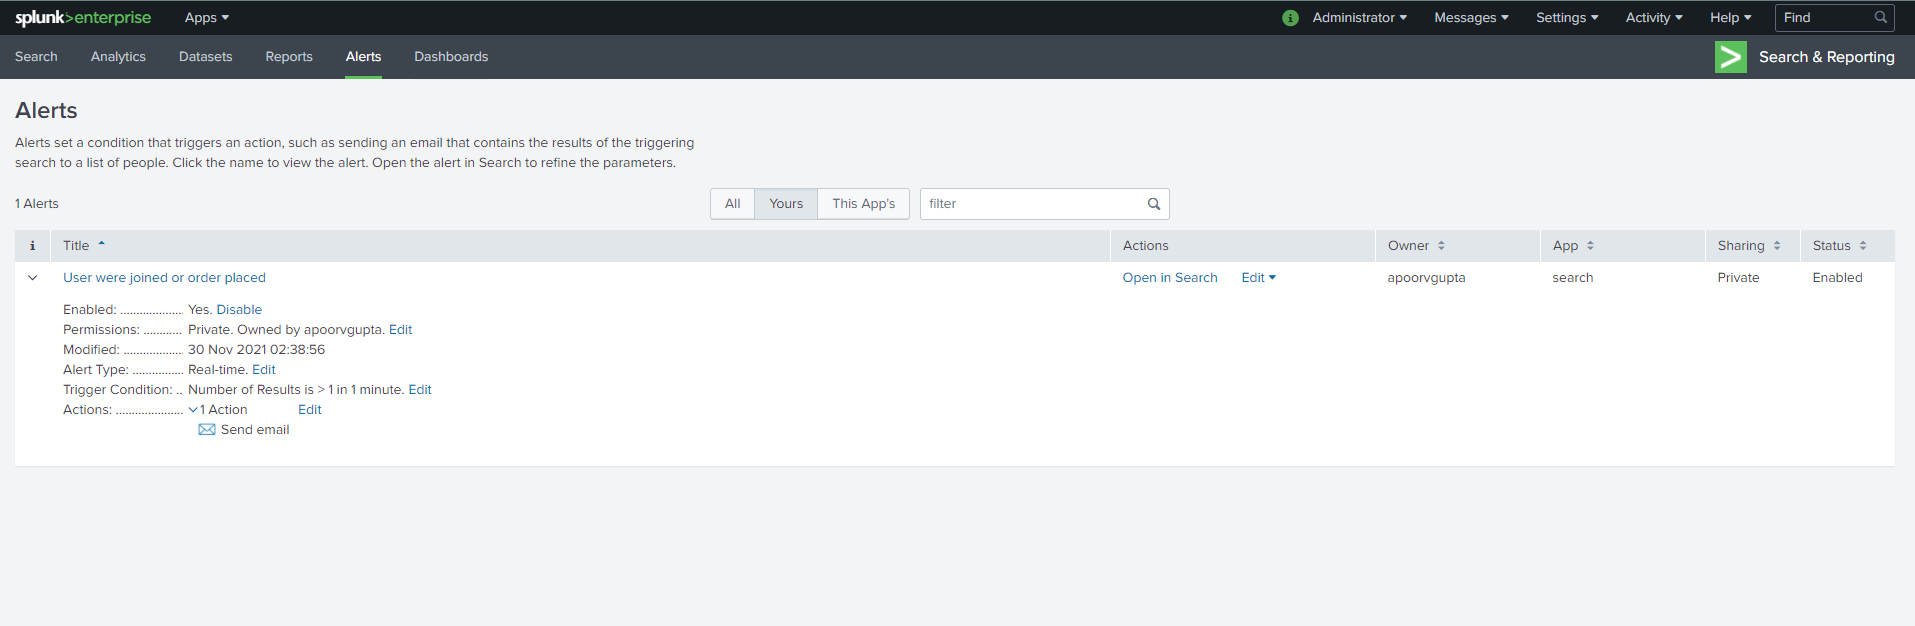 splunk>enterprise Apps Administrator Messages Settings Activity Help Find
Search Analytics Datasets Reports Alerts Dashboards Search & Reporting
Alerts
Alerts set a condition that triggers an action, such as sending an email that contains the results of the triggering
search to a list of people. Click the name to view the alert. Open the alert in Search to refine the parameters.
1 Alerts All Yours This App's filter
i Title Actions Owner App Sharing Status
User were joined or order placed Open in Search Edit apoorvgupta search Private Enabled
Enabled: ................... Yes. Disable
Permissions: ............ Private. Owned by apoorvgupta. Edit
Modified: .................. 30 Nov 2021 02:38:56
Alert Type: ................ Real-time. Edit
Trigger Condition: .. Number of Results is > 1 in 1 minute. Edit
Actions: ..................... 1 Action Edit
Send email